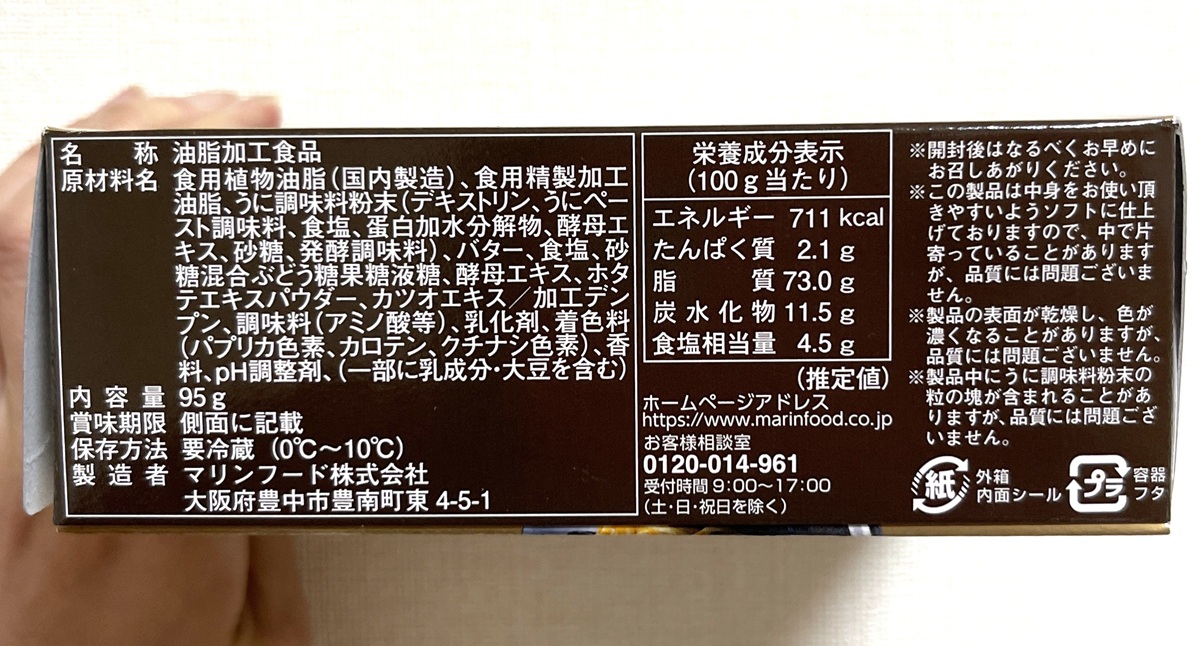 名 称 油脂加工食品
原材料名 食用植物油脂(国内製造)、食用精製加工
油脂、うに調味料粉末(デキストリン、うにペー
スト調味料、食塩、蛋白加水分解物、酵母エ
キス、砂糖、発酵調味料)、バター、食塩、砂
糖混合ぶどう糖果糖液糖、酵母エキス、ホタ
テエキスパウダー、カツオエキス/加工デン
プン、調味料(アミノ酸等)、乳化剤、着色料
(パプリカ色素、カロテン、クチナシ色素)、香
料、pH調整剤、(一部に乳成分・大豆を含む)
内容量 95g
賞味期限 側面に記載
保存方法 要冷蔵(0℃〜10℃)
製造者 マリンフード株式会社
大阪府豊中市豊南町東4-5-1
栄養成分表示
(100g当たり)
エネルギー 711kcal
たんぱく質 2.1g
脂質 73.0g
炭水化物 11.5g
食塩相当量 4.5g
(推定値)
ホームページアドレス
https://www.marinfood.co.jp
お客様相談室
0120-014-961
受付時間 9:00〜17:00
(土・日・祝日を除く)
※開封後はなるべくお早めに
お召しあがりください。
※この製品は中身をお使い頂
きやすいようソフトに仕上
げておりますので、中で片
寄っていることがあります
が、品質には問題ございま
せん。
※製品の表面が乾燥し、色が
濃くなることがありますが、
品質には問題ございません。
※製品中にうに調味料粉末の
粒の塊が含まれることがあ
りますが、品質には問題ござ
いません。
紙 外箱
内面シール
プラ 容器
フタ